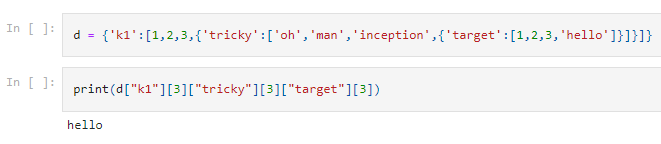 In [ ]: d = {'k1':[1,2,3,{'tricky':['oh','man','inception',{'target':[1,2,3,'hello']}]}]}
In [ ]: print(d["k1"][3]["tricky"][3]["target"][3])
hello